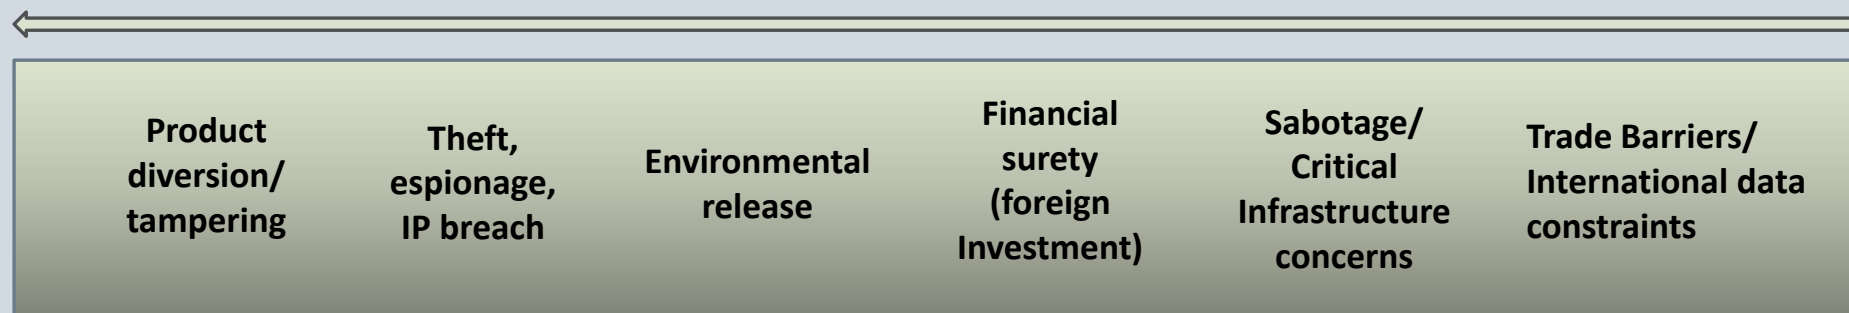 Product
diversion/
tampering
Theft,
espionage,
IP breach
Environmental
release
Financial
surety
(foreign
Investment)
Sabotage/
Critical
Infrastructure
concerns
Trade Barriers/
International data
constraints